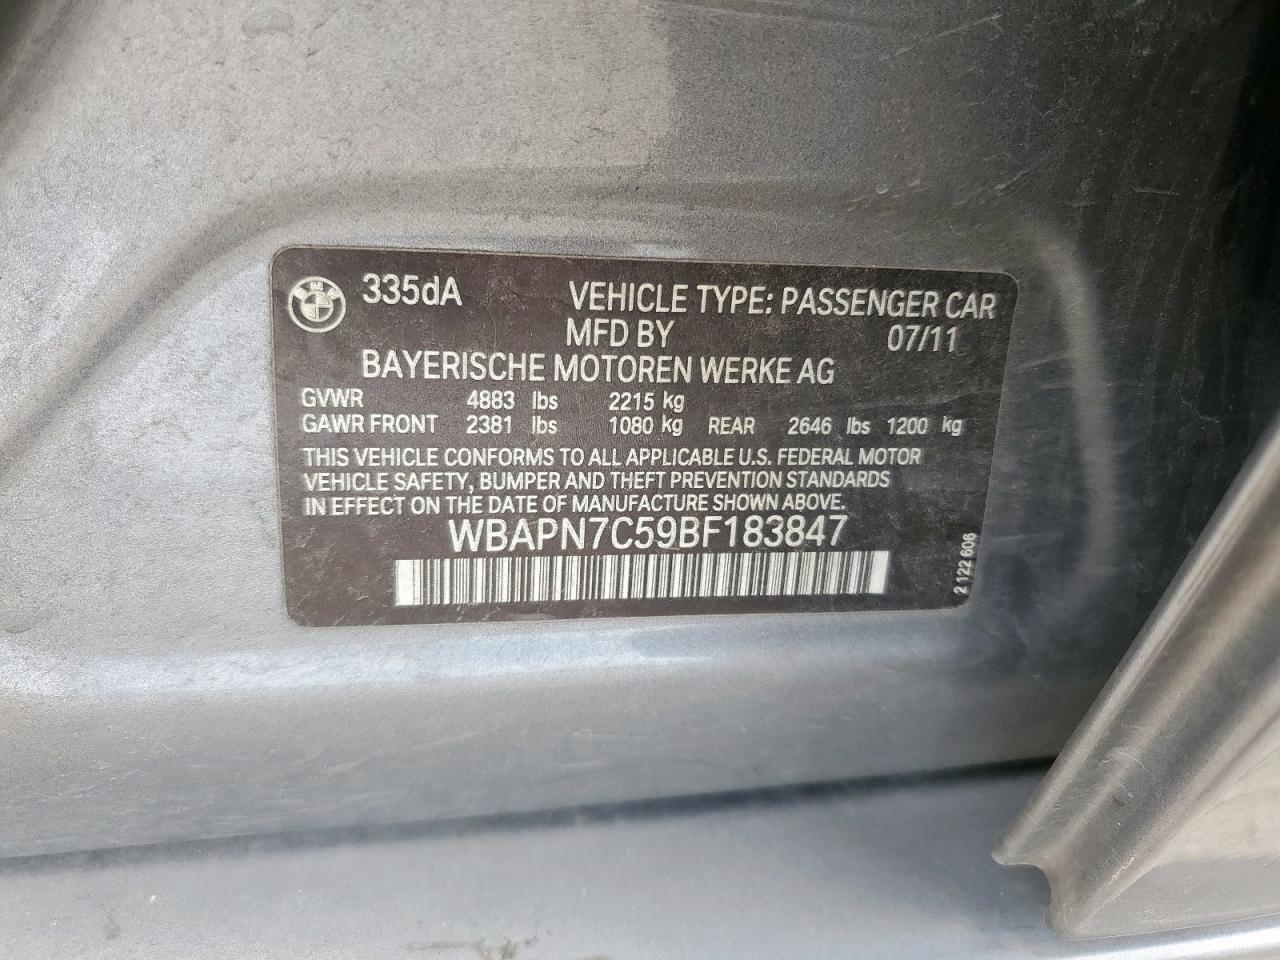 BMW
335dA VEHICLE TYPE: PASSENGER CAR
MFD BY 07/11
BAYERISCHE MOTOREN WERKE AG
GVWR 4883 lbs 2215 kg
GAWR FRONT 2381 lbs 1080 kg REAR 2646 lbs 1200 kg
THIS VEHICLE CONFORMS TO ALL APPLICABLE U.S. FEDERAL MOTOR
VEHICLE SAFETY, BUMPER AND THEFT PREVENTION STANDARDS
IN EFFECT ON THE DATE OF MANUFACTURE SHOWN ABOVE.
WBAPN7C59BF183847
2 122 606